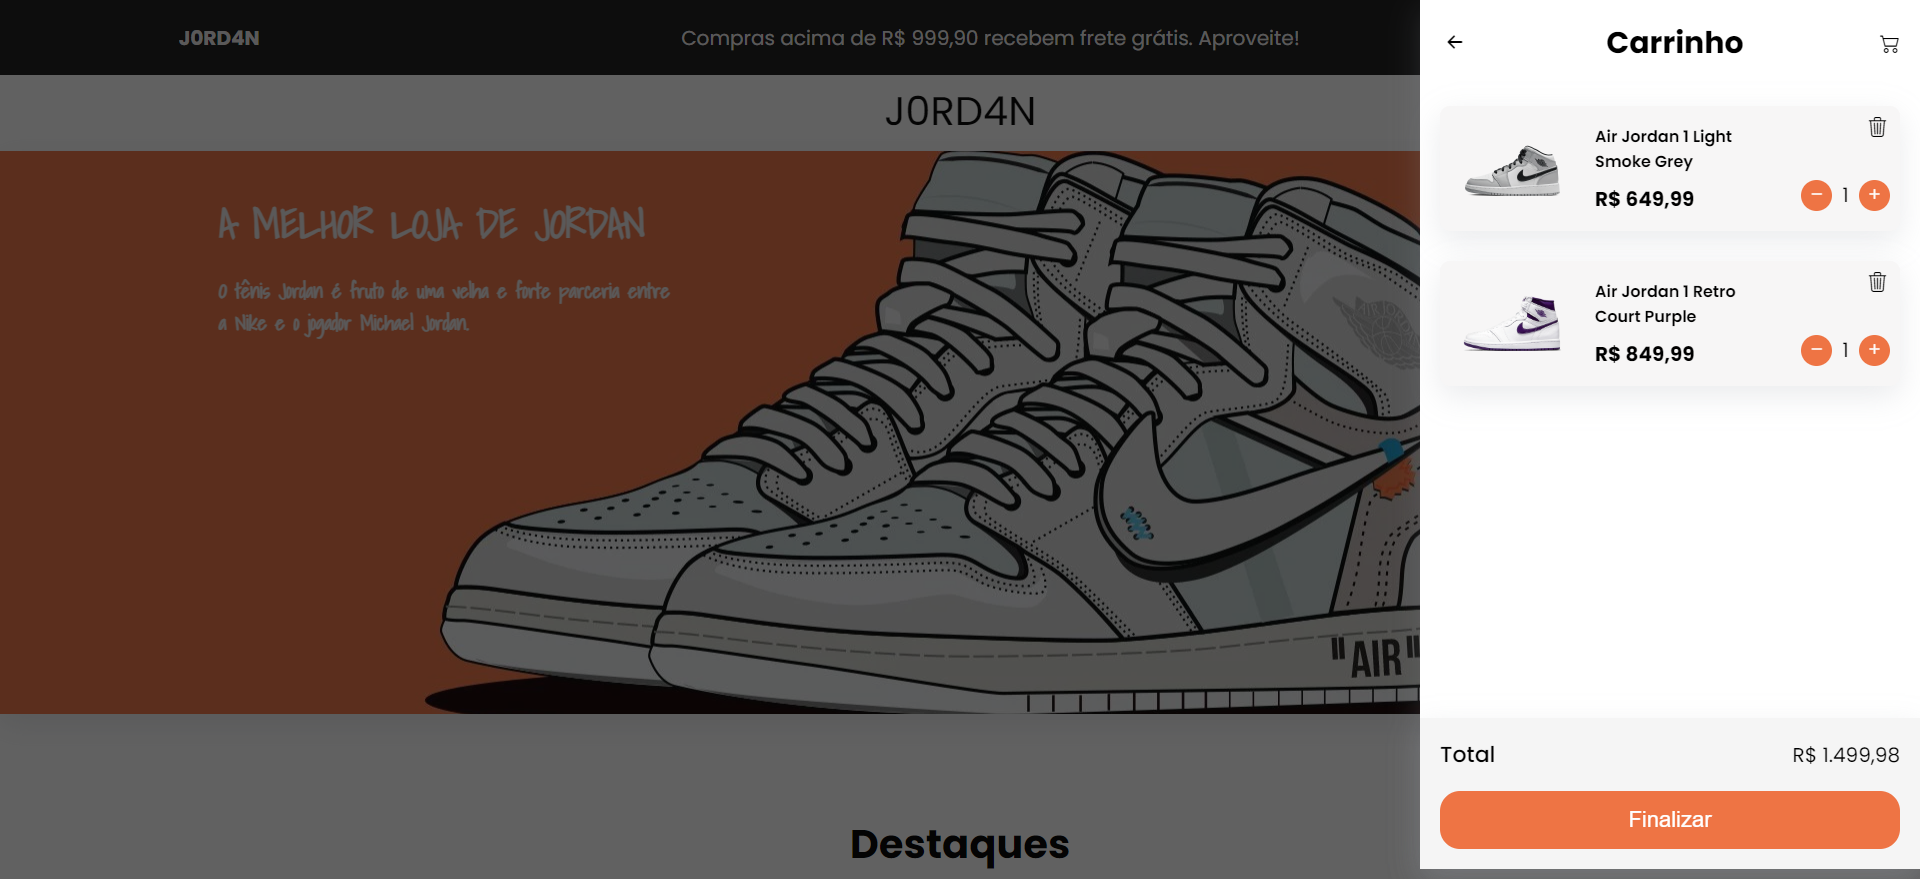 J0RD4N
Compras acima de R$ 999,90 recebem frete grátis. Aproveite!
J0RD4N
A MELHOR LOJA DE JORDAN
O tênis Jordan é fruto de uma velha e forte parceria entre
a Nike e o jogador Michael Jordan.
"AIR"
Destaques
Carrinho
Air Jordan 1 Light
Smoke Grey
R$ 649,99
− 1 +
Air Jordan 1 Retro
Court Purple
R$ 849,99
− 1 +
Total
R$ 1.499,98
Finalizar